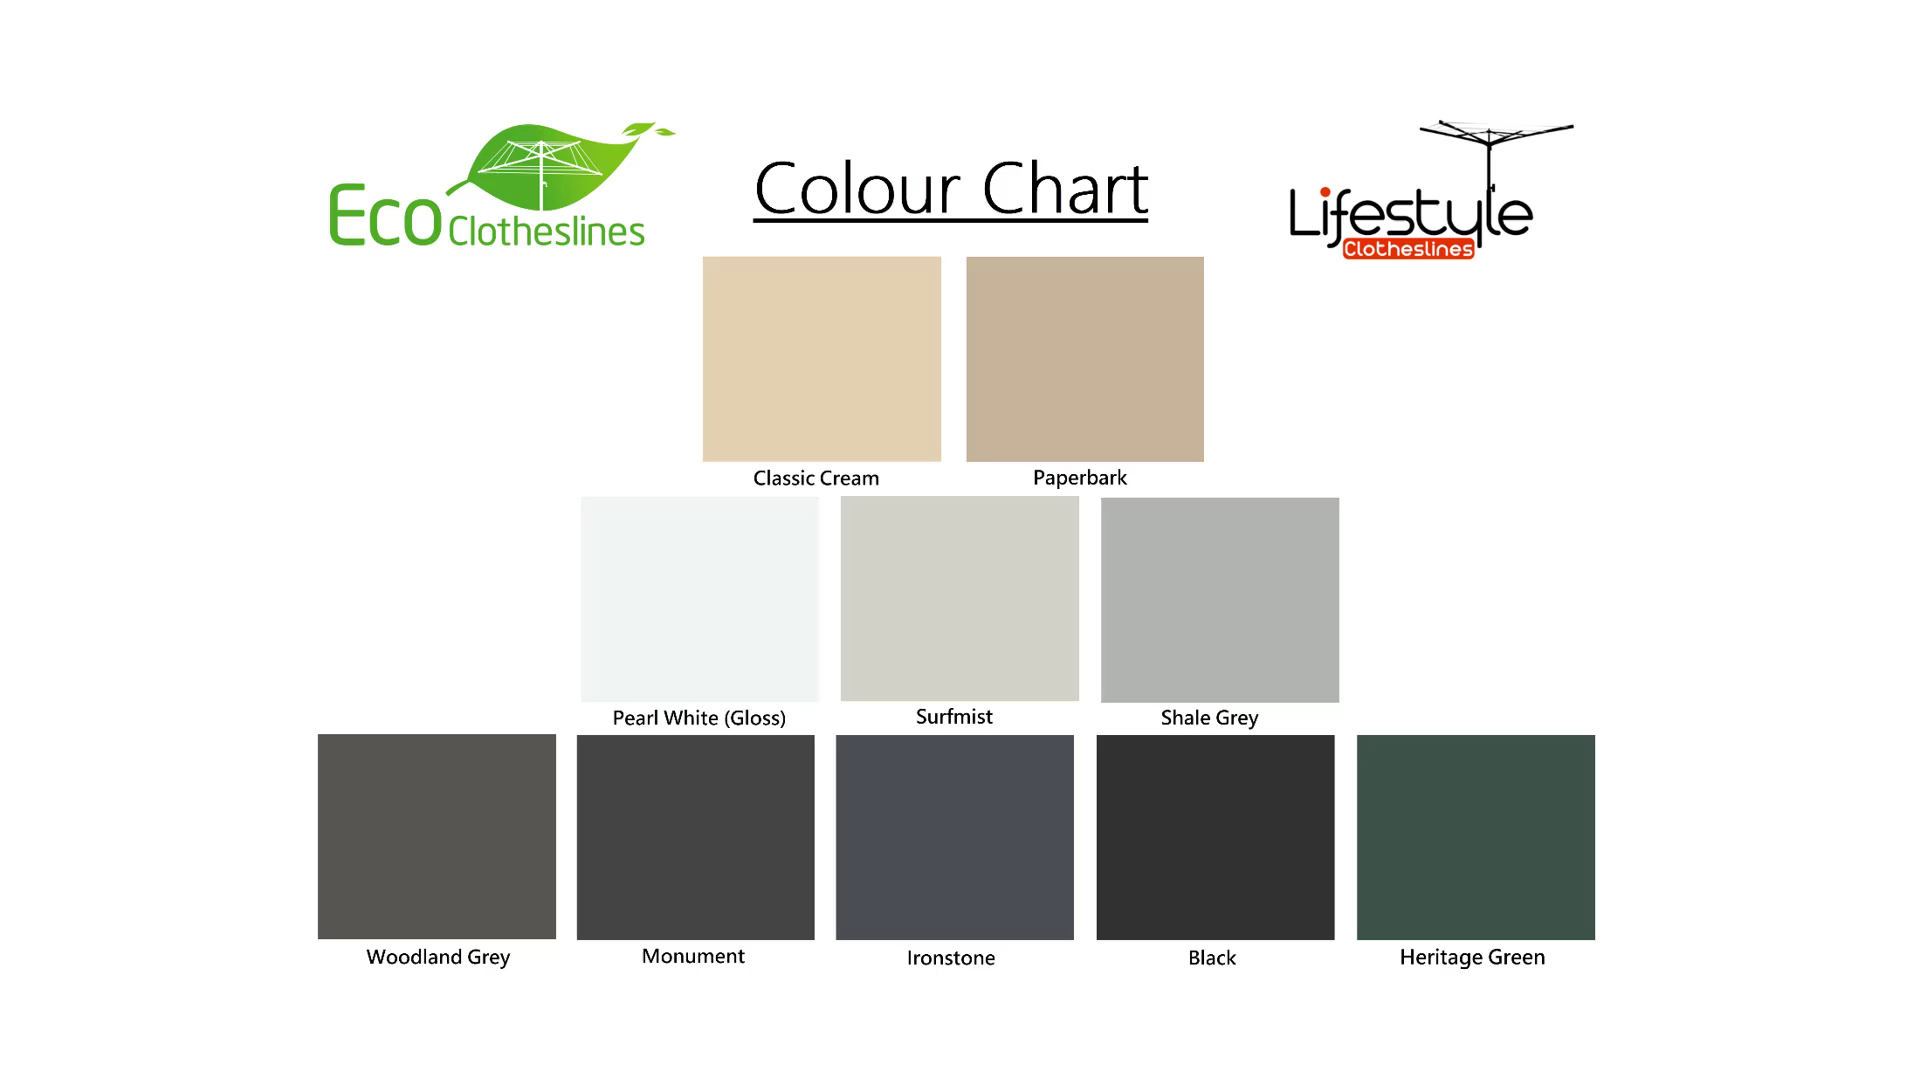 Eco Clotheslines
Colour Chart
Lifestyle
Clotheslines
Classic Cream
Paperbark
Pearl White (Gloss)
Surfmist
Shale Grey
Woodland Grey
Monument
Ironstone
Black
Heritage Green